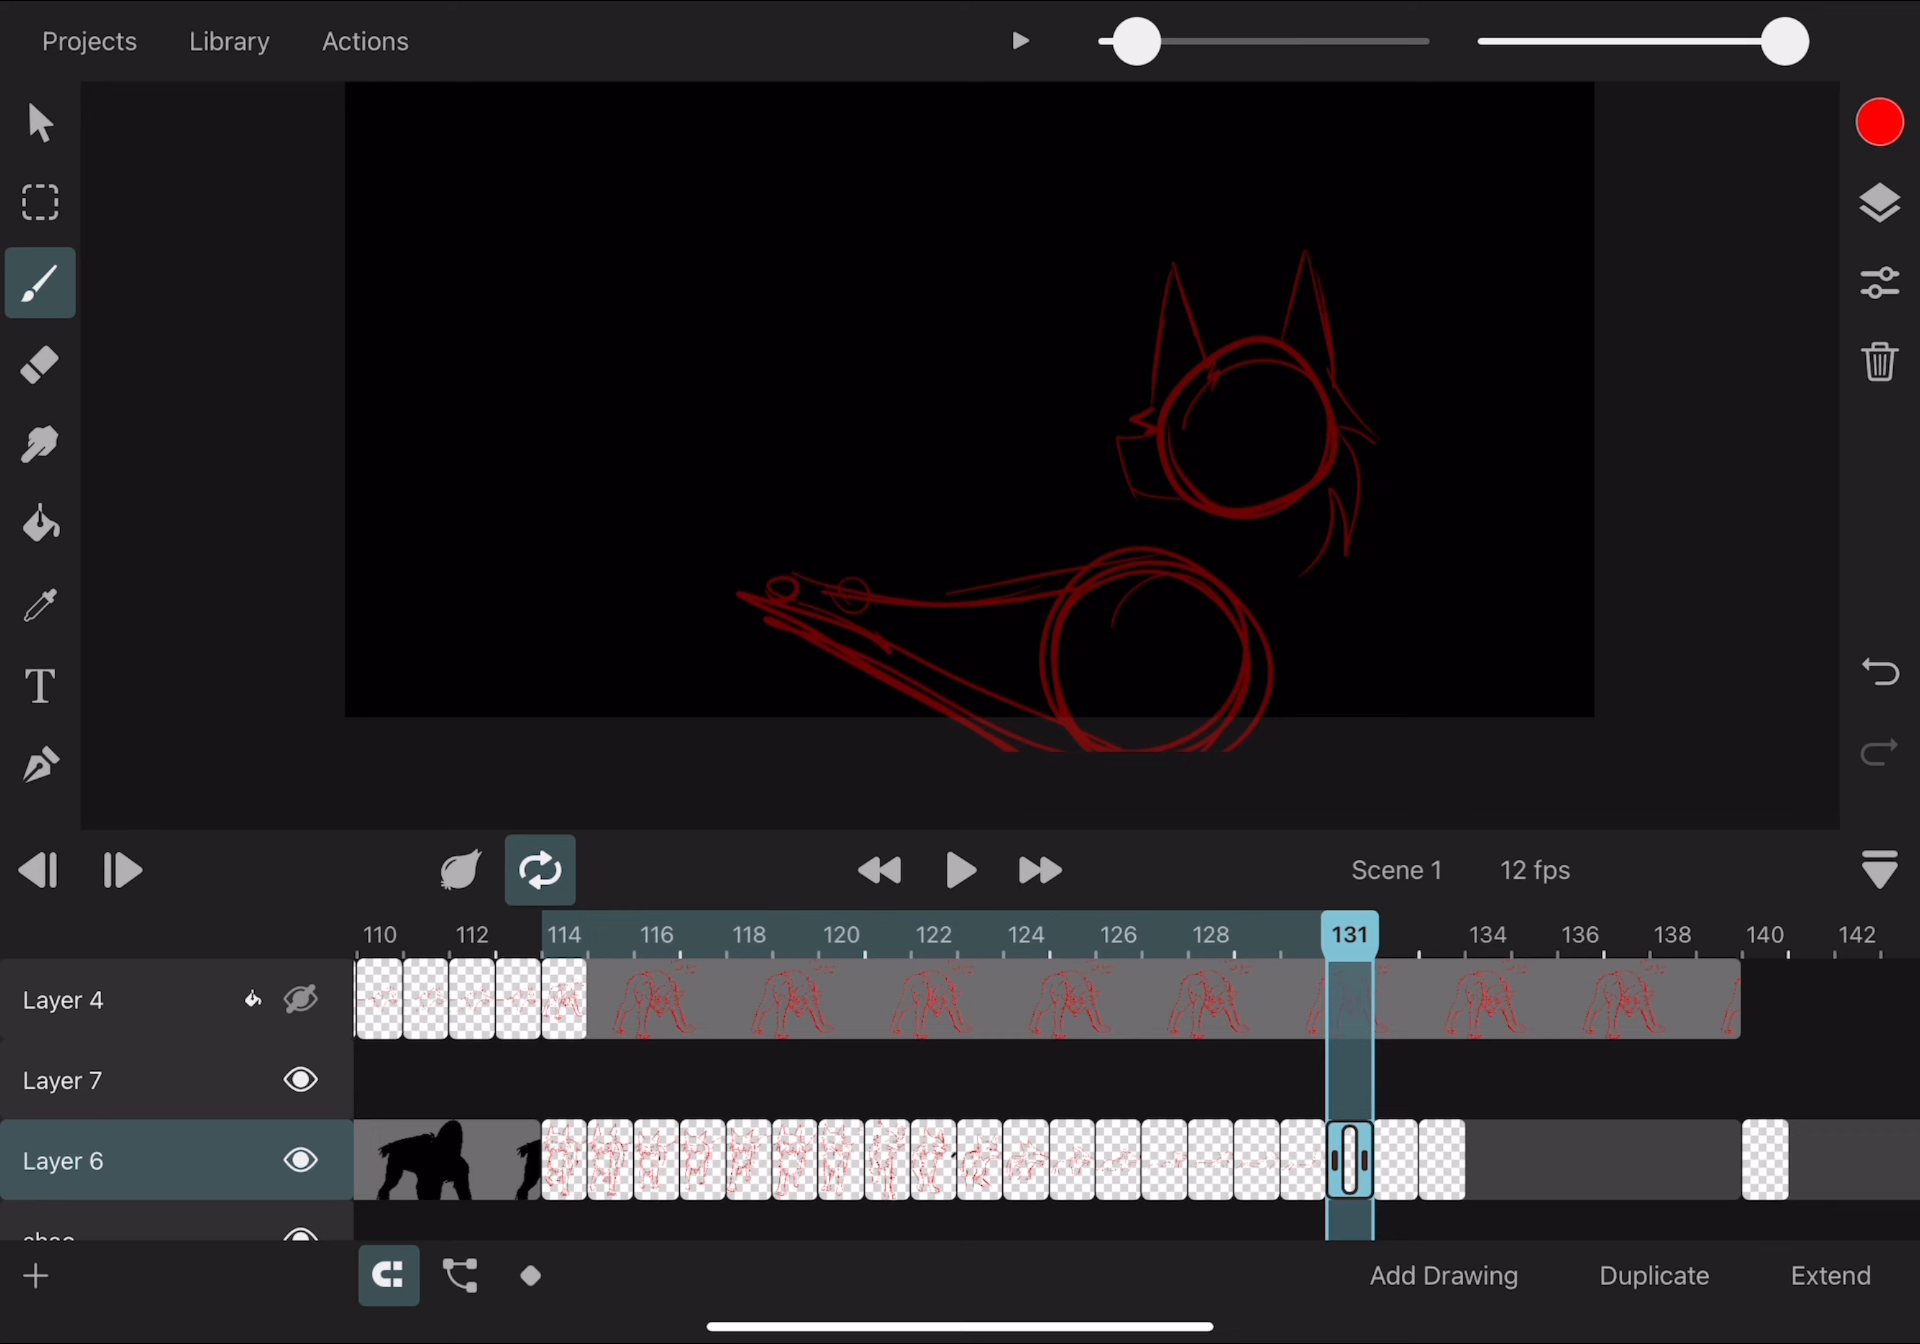 Projects Library Actions
T
Scene 1 12 fps
110 112 114 116 118 120 122 124 126 128 131 134 136 138 140 142
Layer 4
Layer 7
Layer 6
Add Drawing Duplicate Extend